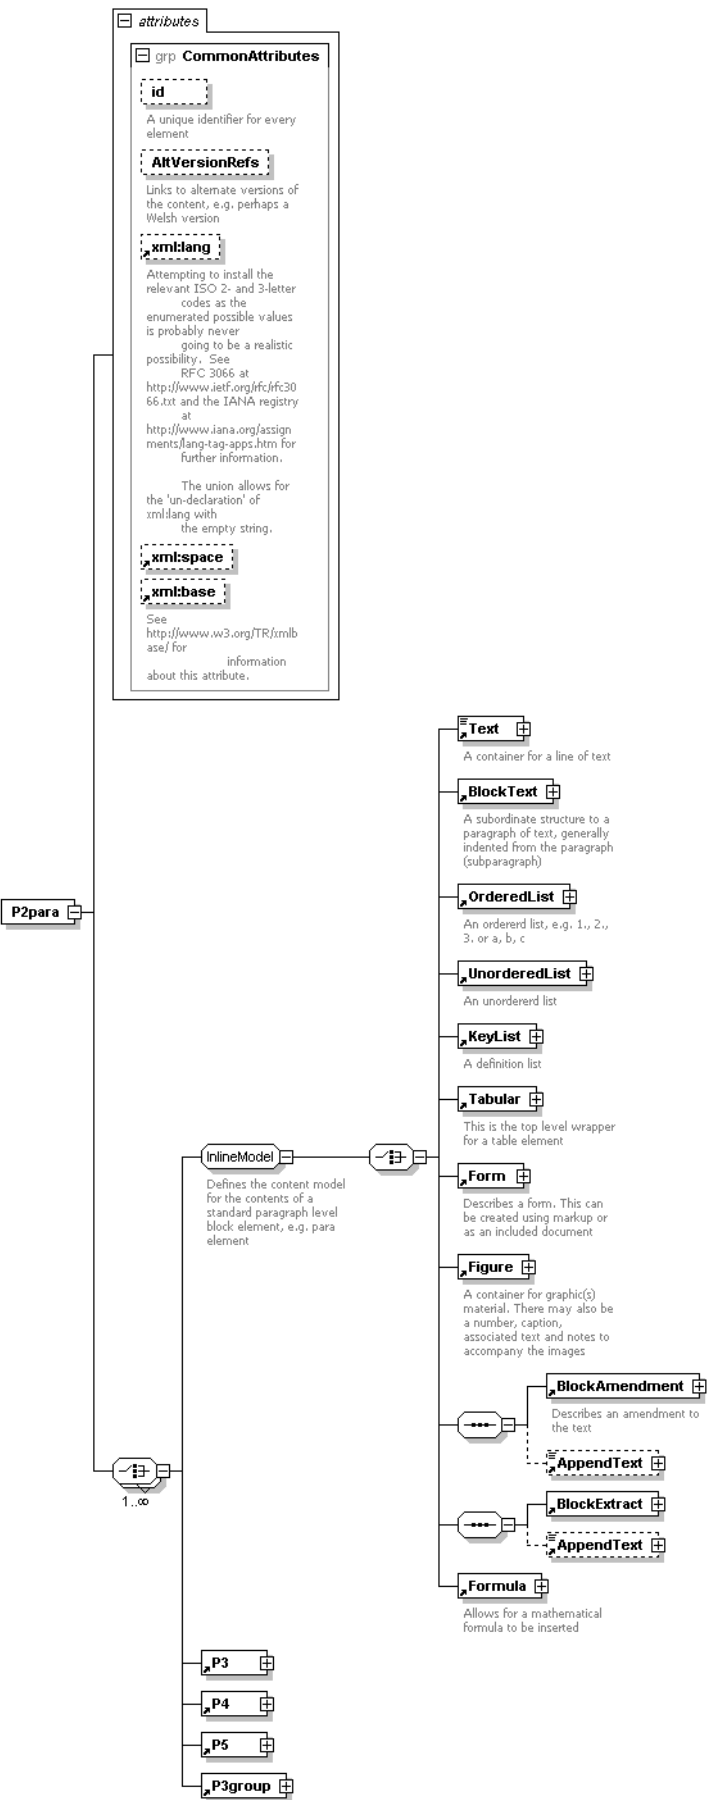 attributes
grp CommonAttributes
id
A unique identifier for every
element
AltVersionRefs
Links to alternate versions of
the content, e.g. perhaps a
Welsh version
xml:lang
Attempting to install the
relevant ISO 2- and 3-letter
codes as the
enumerated possible values
is probably never
going to be a realistic
possibility. See
RFC 3066 at
http://www.ietf.org/rfc/rfc30
66.txt and the IANA registry
at
http://www.iana.org/assign
ments/lang-tag-apps.htm for
further information.
The union allows for
the 'un-declaration' of
xml:lang with
the empty string.
xml:space
xml:base
See
http://www.w3.org/TR/xmlb
ase/ for
information
about this attribute.
P2para
1..∞
InlineModel
Defines the content model
for the contents of a
standard paragraph level
block element, e.g. para
element
Text
A container for a line of text
BlockText
A subordinate structure to a
paragraph of text, generally
indented from the paragraph
(subparagraph)
OrderedList
An ordererd list, e.g. 1., 2.,
3. or a, b, c
UnorderedList
An unordererd list
KeyList
A definition list
Tabular
This is the top level wrapper
for a table element
Form
Describes a form. This can
be created using markup or
as an included document
Figure
A container for graphic(s)
material. There may also be
a number, caption,
associated text and notes to
accompany the images
BlockAmendment
Describes an amendment to
the text
AppendText
BlockExtract
AppendText
Formula
Allows for a mathematical
formula to be inserted
P3
P4
P5
P3group